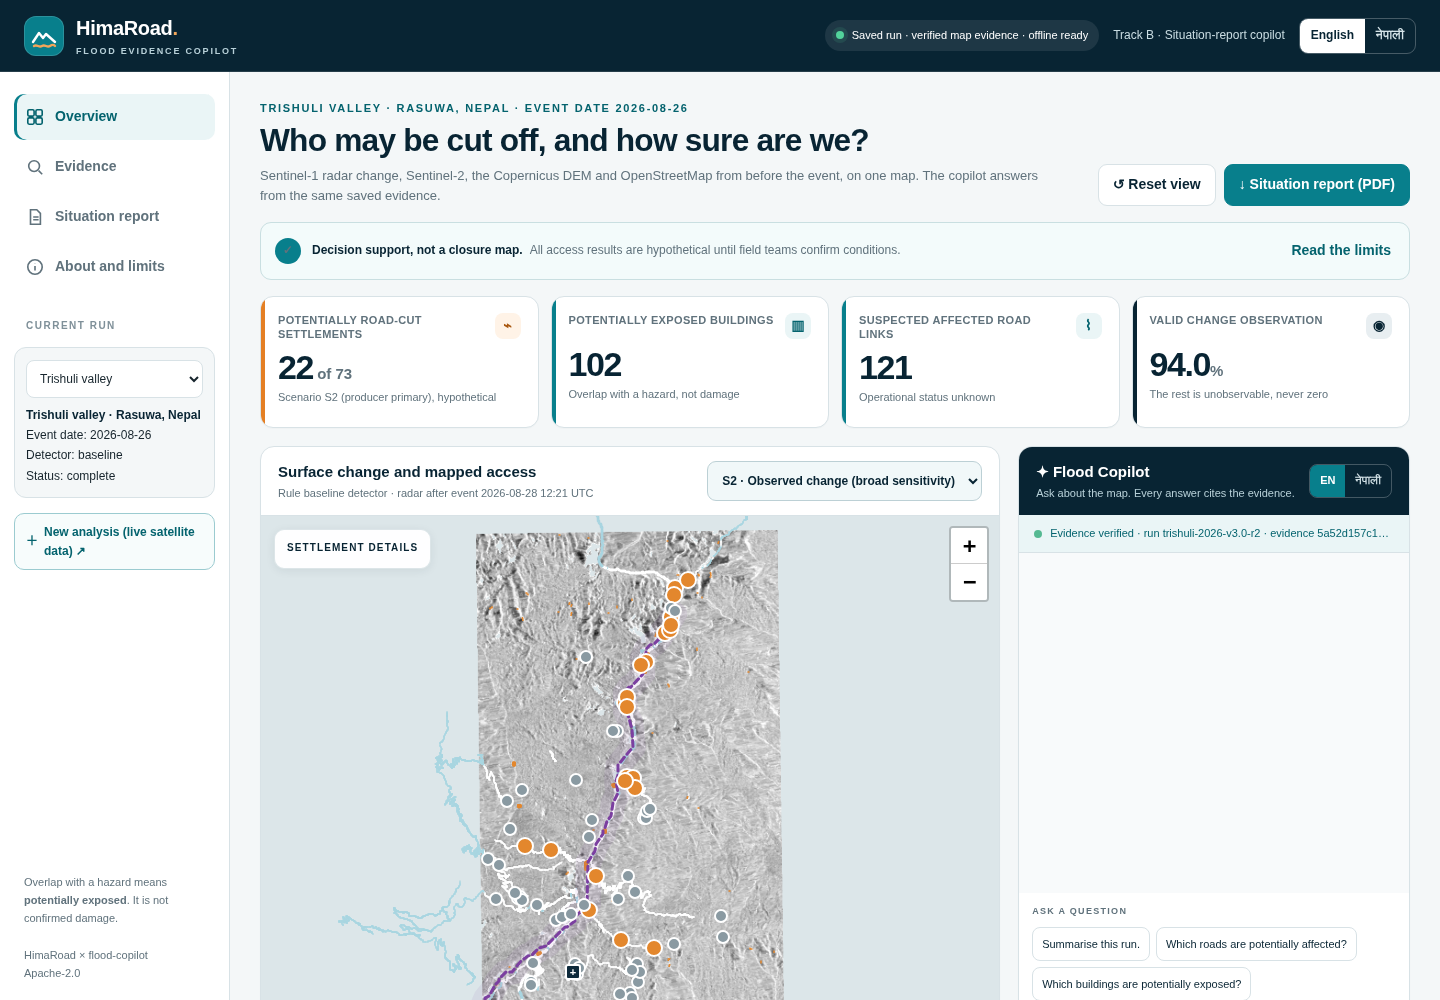 HimaRoad.
FLOOD EVIDENCE COPILOT
Saved run · verified map evidence · offline ready
Track B · Situation-report copilot
English
नेपाली
Overview
Evidence
Situation report
About and limits
CURRENT RUN
Trishuli valley
Trishuli valley · Rasuwa, Nepal
Event date: 2026-08-26
Detector: baseline
Status: complete
+ New analysis (live satellite
data) ↗
Overlap with a hazard means
potentially exposed. It is not
confirmed damage.
HimaRoad × flood-copilot
Apache-2.0
TRISHULI VALLEY · RASUWA, NEPAL · EVENT DATE 2026-08-26
Who may be cut off, and how sure are we?
Sentinel-1 radar change, Sentinel-2, the Copernicus DEM and OpenStreetMap from before the event, on one map. The copilot answers
from the same saved evidence.
↺ Reset view
↓ Situation report (PDF)
Decision support, not a closure map. All access results are hypothetical until field teams confirm conditions.
Read the limits
POTENTIALLY ROAD-CUT
SETTLEMENTS
22 of 73
Scenario S2 (producer primary), hypothetical
POTENTIALLY EXPOSED BUILDINGS
102
Overlap with a hazard, not damage
SUSPECTED AFFECTED ROAD
LINKS
121
Operational status unknown
VALID CHANGE OBSERVATION
94.0%
The rest is unobservable, never zero
Surface change and mapped access
Rule baseline detector · radar after event 2026-08-28 12:21 UTC
S2 · Observed change (broad sensitivity)
SETTLEMENT DETAILS
+
−
+
✦ Flood Copilot
Ask about the map. Every answer cites the evidence.
EN
नेपाली
Evidence verified · run trishuli-2026-v3.0-r2 · evidence 5a52d157c1…
ASK A QUESTION
Summarise this run.
Which roads are potentially affected?
Which buildings are potentially exposed?